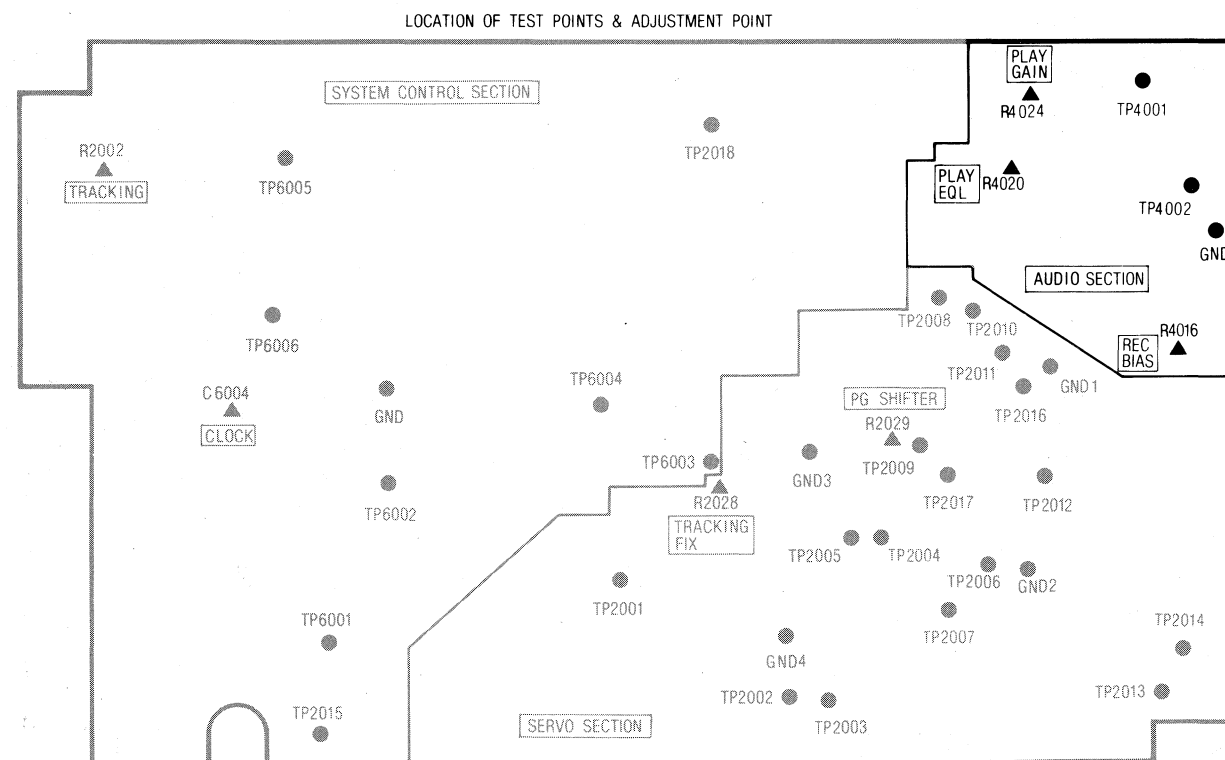 LOCATION OF TEST POINTS & ADJUSTMENT POINT
PLAY
GAIN
R4024
TP4001
SYSTEM CONTROL SECTION
R2002
TRACKING
TP6005
TP2018
PLAY
EQL
R4020
TP4002
GND
AUDIO SECTION
TP2008
TP2010
R4016
REC
BIAS
TP6006
TP2011
GND1
TP2016
C6004
CLOCK
GND
TP6004
PG SHIFTER
R2029
TP2009
TP6003
GND3
TP2017
TP2012
TP6002
R2028
TRACKING
FIX
TP2005
TP2004
TP2006
GND2
TP2001
TP2007
TP6001
TP2014
GND4
TP2002
TP2003
TP2013
TP2015
SERVO SECTION